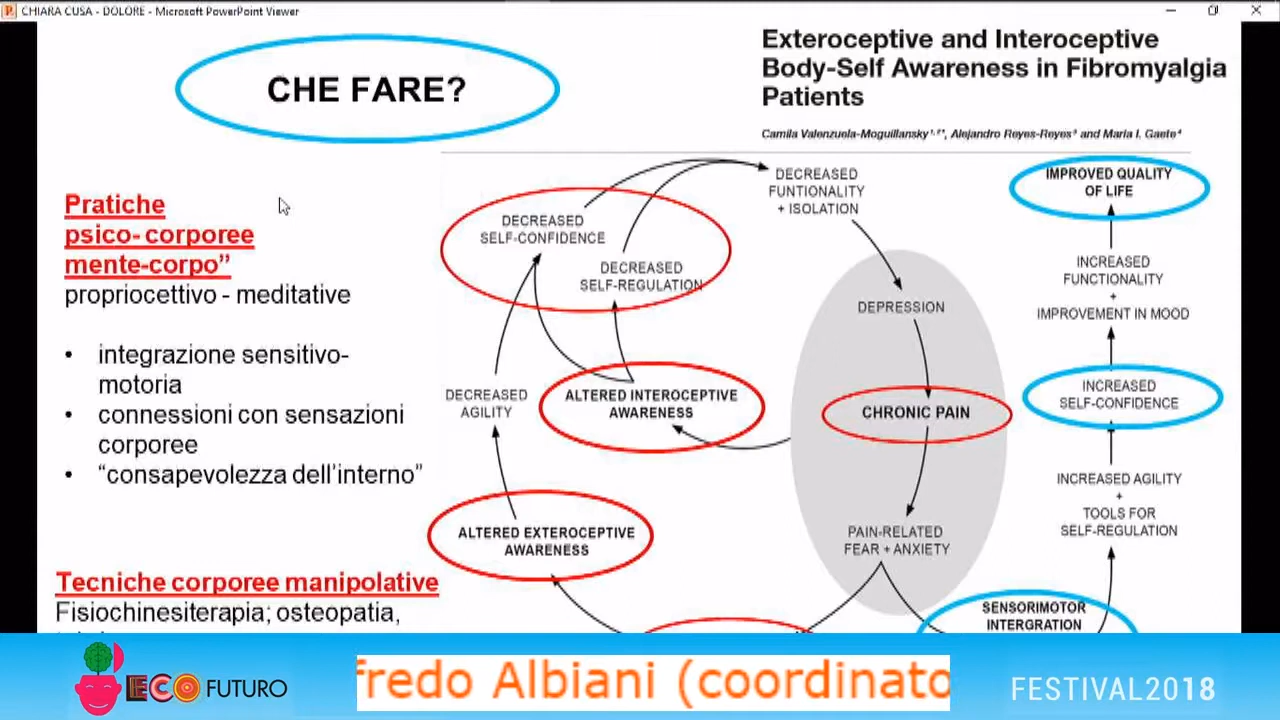 CHIARA CUSA - DOLORE - Microsoft PowerPoint Viewer
CHE FARE?
Exteroceptive and Interoceptive
Body-Self Awareness in Fibromyalgia
Patients
Camila Valenzuela-Moguillansky¹,²*, Alejandro Reyes-Reyes³ and Maria I. Gaete⁴
Pratiche
psico- corporee
mente-corpo”
propriocettivo - meditative
• integrazione sensitivo-
motoria
• connessioni con sensazioni
corporee
• “consapevolezza dell’interno”
Tecniche corporee manipolative
Fisiochinesiterapia; osteopatia,
DECREASED
SELF-CONFIDENCE
DECREASED
SELF-REGULATION
DECREASED
AGILITY
ALTERED INTEROCEPTIVE
AWARENESS
ALTERED EXTEROCEPTIVE
AWARENESS
DECREASED
FUNTIONALITY
+ ISOLATION
DEPRESSION
CHRONIC PAIN
PAIN-RELATED
FEAR + ANXIETY
IMPROVED QUALITY
OF LIFE
INCREASED
FUNCTIONALITY
+
IMPROVEMENT IN MOOD
INCREASED
SELF-CONFIDENCE
INCREASED AGILITY
+
TOOLS FOR
SELF-REGULATION
SENSORIMOTOR
INTERGRATION
ECO FUTURO
fredo Albiani (coordinato
FESTIVAL2018